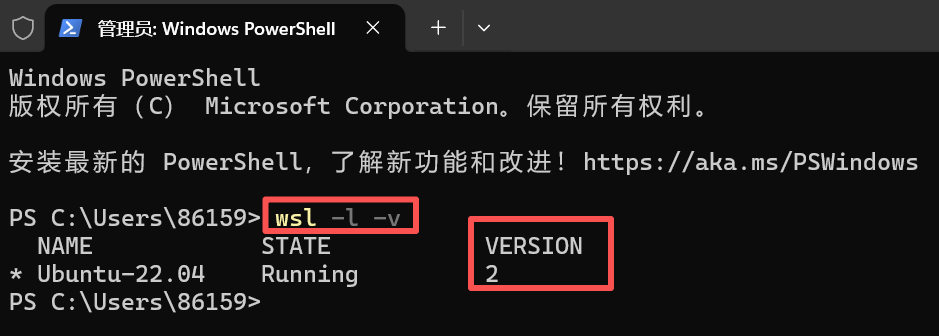 管理员: Windows PowerShell
Windows PowerShell
版权所有（C） Microsoft Corporation。保留所有权利。
安装最新的 PowerShell，了解新功能和改进！https://aka.ms/PSWindows
PS C:\Users\86159> wsl -l -v
  NAME            STATE           VERSION
* Ubuntu-22.04    Running         2
PS C:\Users\86159>